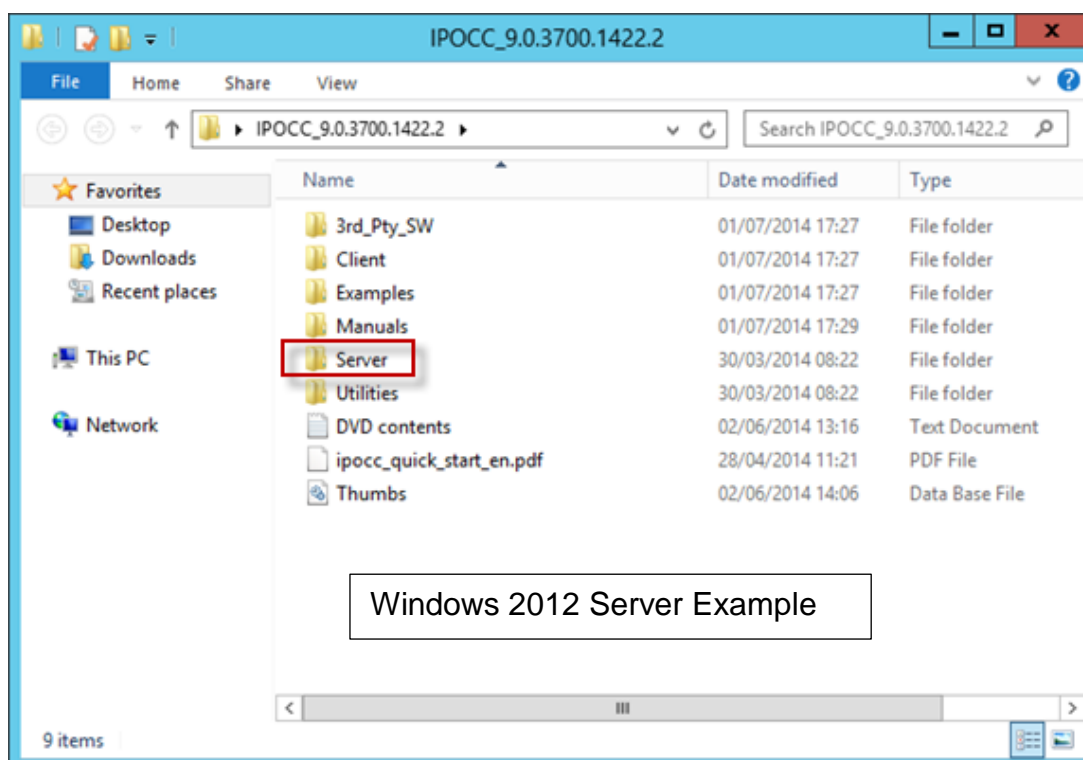 IPOCC_9.0.3700.1422.2
File Home Share View
IPOCC_9.0.3700.1422.2 Search IPOCC_9.0.3700.1422.2
Name Date modified Type
Favorites
Desktop
Downloads
Recent places
This PC
Network
3rd_Pty_SW 01/07/2014 17:27 File folder
Client 01/07/2014 17:27 File folder
Examples 01/07/2014 17:27 File folder
Manuals 01/07/2014 17:29 File folder
Server 30/03/2014 08:22 File folder
Utilities 30/03/2014 08:22 File folder
DVD contents 02/06/2014 13:16 Text Document
ipocc_quick_start_en.pdf 28/04/2014 11:21 PDF File
Thumbs 02/06/2014 14:06 Data Base File
Windows 2012 Server Example
9 items